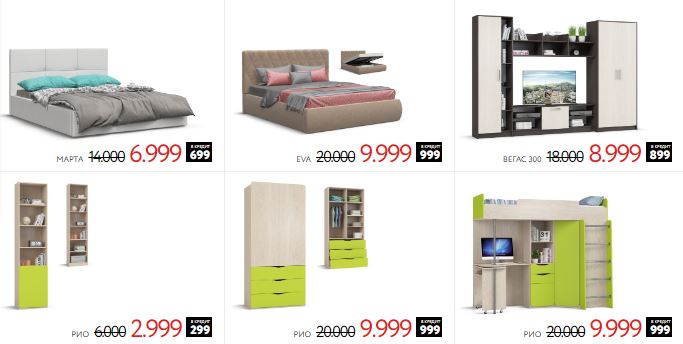 МАРТА 14.000 6.999 В КРЕДИТ 699
EVA 20.000 9.999 В КРЕДИТ 999
ВЕГАС 300 18.000 8.999 В КРЕДИТ 899
РИО 6.000 2.999 В КРЕДИТ 299
РИО 20.000 9.999 В КРЕДИТ 999
РИО 20.000 9.999 В КРЕДИТ 999